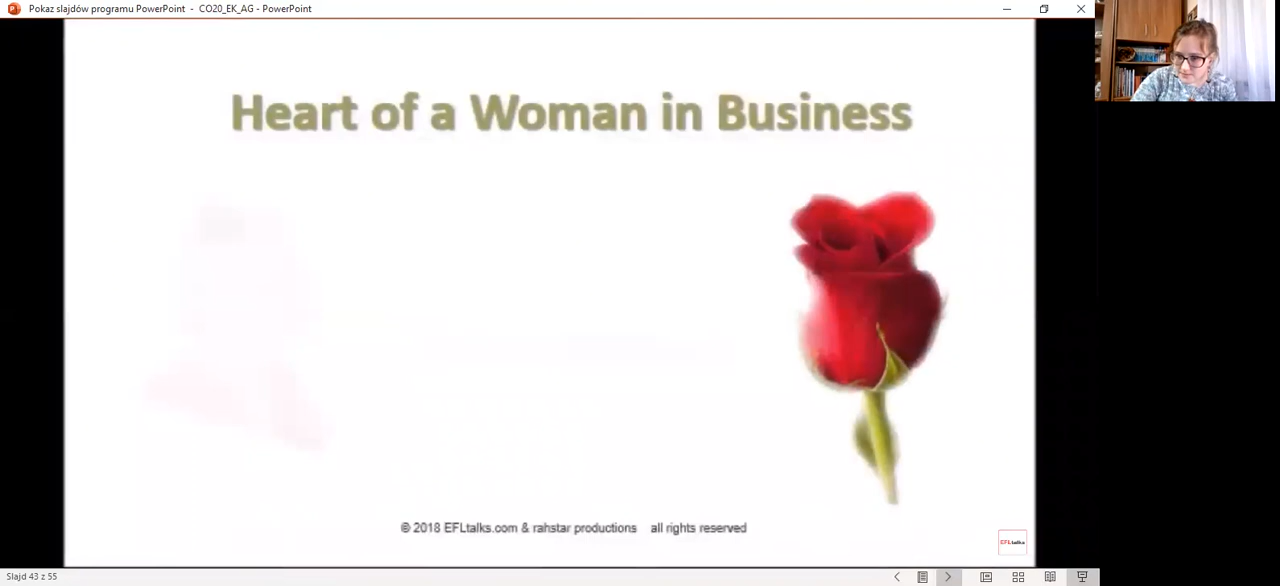 Pokaz slajdów programu PowerPoint - CO20_EK_AG - PowerPoint
Heart of a Woman in Business
© 2018 EFLtalks.com & rahstar productions all rights reserved
EFLtalks
Slajd 43 z 55